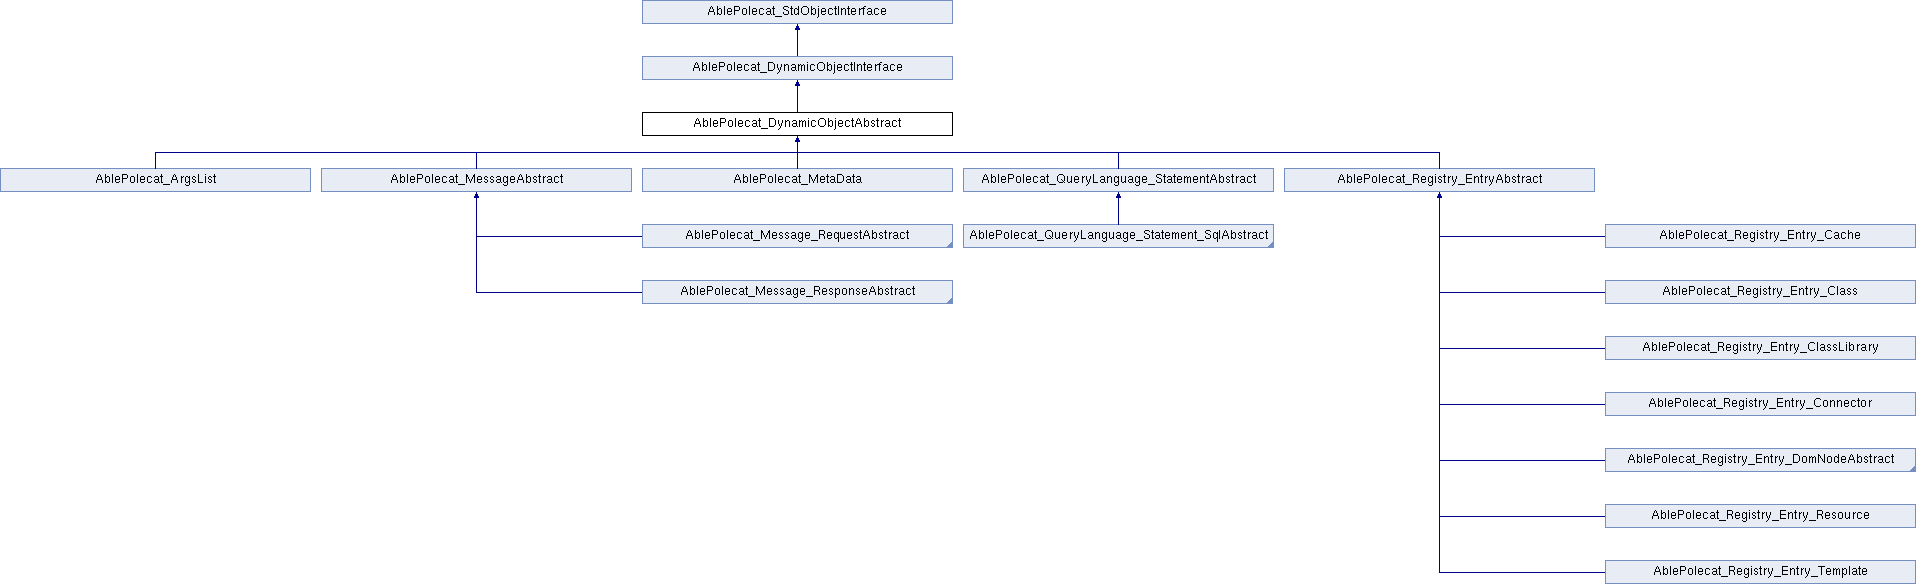 AblePolecat_StdObjectInterface
AblePolecat_DynamicObjectInterface
AblePolecat_DynamicObjectAbstract
AblePolecat_ArgsList
AblePolecat_MessageAbstract
AblePolecat_MetaData
AblePolecat_QueryLanguage_StatementAbstract
AblePolecat_Registry_EntryAbstract
AblePolecat_Message_RequestAbstract
AblePolecat_QueryLanguage_Statement_SqlAbstract
AblePolecat_Registry_Entry_Cache
AblePolecat_Message_ResponseAbstract
AblePolecat_Registry_Entry_Class
AblePolecat_Registry_Entry_ClassLibrary
AblePolecat_Registry_Entry_Connector
AblePolecat_Registry_Entry_DomNodeAbstract
AblePolecat_Registry_Entry_Resource
AblePolecat_Registry_Entry_Template